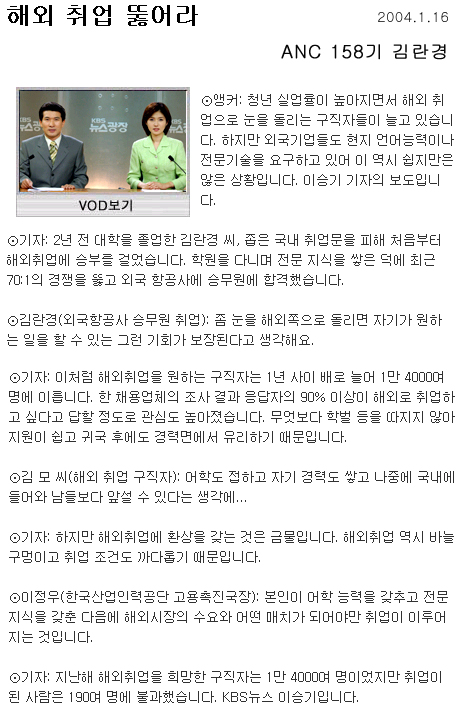 해외 취업 뚫어라
2004.1.16
ANC 158기 김란경
KBS
뉴스광장
KBS
뉴스광장
VOD보기
⊙앵커: 청년 실업률이 높아지면서 해외 취
업으로 눈을 돌리는 구직자들이 늘고 있습니
다. 하지만 외국기업들도 현지 언어능력이나
전문기술을 요구하고 있어 이 역시 쉽지만은
않은 상황입니다. 이승기 기자의 보도입니
다.
⊙기자: 2년 전 대학을 졸업한 김란경 씨, 좁은 국내 취업문을 피해 처음부터
해외취업에 승부를 걸었습니다. 학원을 다니며 전문 지식을 쌓은 덕에 최근
70:1의 경쟁을 뚫고 외국 항공사에 승무원에 합격했습니다.
⊙김란경(외국항공사 승무원 취업): 좀 눈을 해외쪽으로 돌리면 자기가 원하
는 일을 할 수 있는 그런 기회가 보장된다고 생각해요.
⊙기자: 이처럼 해외취업을 원하는 구직자는 1년 사이 배로 늘어 1만 4000여
명에 이릅니다. 한 채용업체의 조사 결과 응답자의 90% 이상이 해외로 취업하
고 싶다고 답할 정도로 관심도 높아졌습니다. 무엇보다 학벌 등을 따지지 않아
지원이 쉽고 귀국 후에도 경력면에서 유리하기 때문입니다.
⊙김 모 씨(해외 취업 구직자): 어학도 접하고 자기 경력도 쌓고 나중에 국내에
들어와 남들보다 앞설 수 있다는 생각에...
⊙기자: 하지만 해외취업에 환상을 갖는 것은 금물입니다. 해외취업 역시 바늘
구멍이고 취업 조건도 까다롭기 때문입니다.
⊙이정우(한국산업인력공단 고용촉진국장): 본인이 어학 능력을 갖추고 전문
지식을 갖춘 다음에 해외시장의 수요와 어떤 매치가 되어야만 취업이 이루어
지는 것입니다.
⊙기자: 지난해 해외취업을 희망한 구직자는 1만 4000여 명이었지만 취업이
된 사람은 190여 명에 불과했습니다. KBS뉴스 이승기입니다.